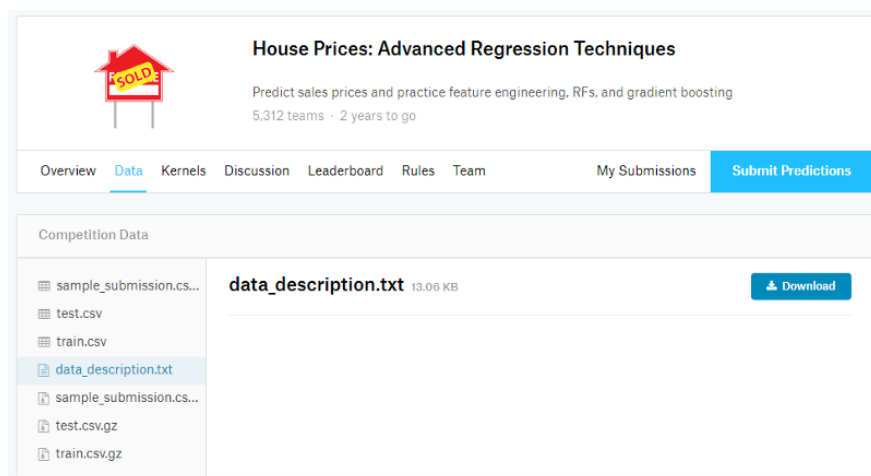 SOLD
House Prices: Advanced Regression Techniques
Predict sales prices and practice feature engineering, RFs, and gradient boosting
5,312 teams · 2 years to go
Overview Data Kernels Discussion Leaderboard Rules Team My Submissions Submit Predictions
Competition Data
sample_submission.cs...
test.csv
train.csv
data_description.txt
sample_submission.cs...
test.csv.gz
train.csv.gz
data_description.txt 13.06 KB
Download